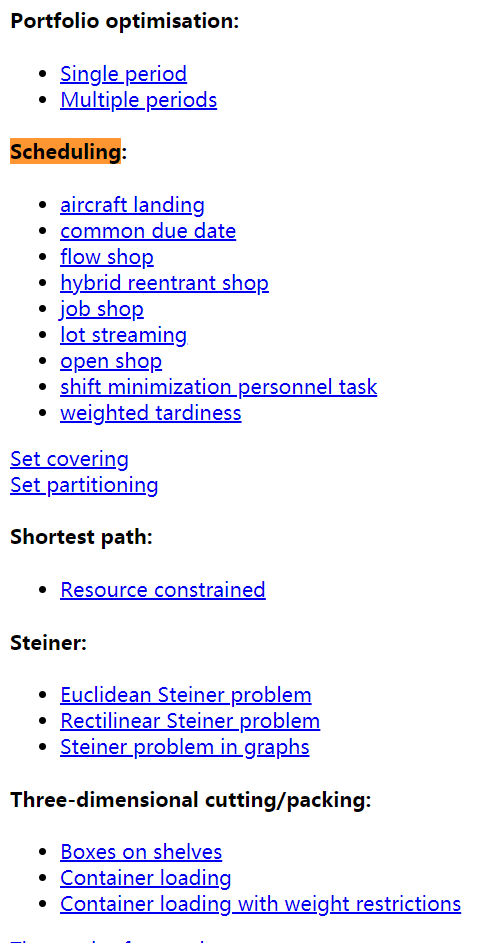 Portfolio optimisation:
Single period
Multiple periods
Scheduling:
aircraft landing
common due date
flow shop
hybrid reentrant shop
job shop
lot streaming
open shop
shift minimization personnel task
weighted tardiness
Set covering
Set partitioning
Shortest path:
Resource constrained
Steiner:
Euclidean Steiner problem
Rectilinear Steiner problem
Steiner problem in graphs
Three-dimensional cutting/packing:
Boxes on shelves
Container loading
Container loading with weight restrictions